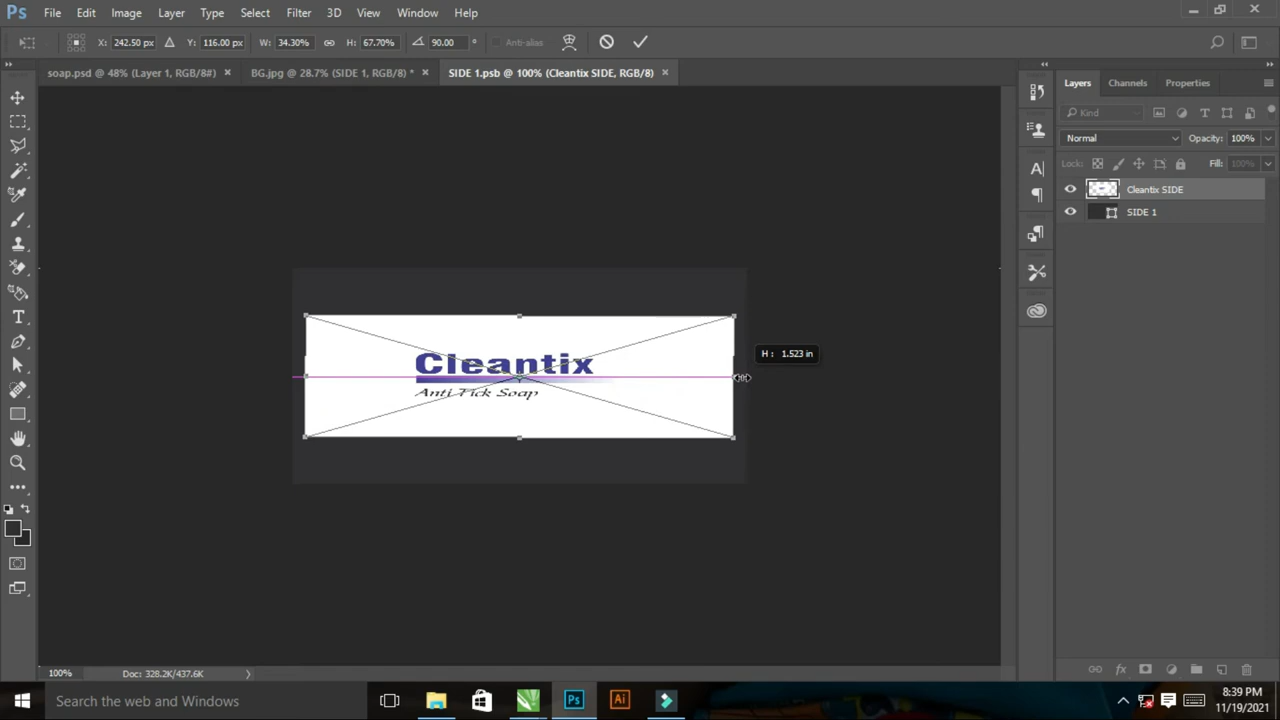 Ps File Edit Image Layer Type Select Filter 3D View Window Help
X: 242.50 px Y: 116.00 px W: 34.30% H: 67.70% 90.00 ° Anti-alias
soap.psd @ 48% (Layer 1, RGB/8#) × BG.jpg @ 28.7% (SIDE 1, RGB/8) * × SIDE 1.psb @ 100% (Cleantix SIDE, RGB/8) ×
Layers Channels Properties
Kind
Normal Opacity: 100%
Lock: Fill: 100%
Cleantix SIDE
SIDE 1
H : 1.523 in
Cleantix
Anti Tick Soap
100% Doc: 328.2K/437.6K
Search the web and Windows
Ps Ai
8:39 PM
11/19/2021